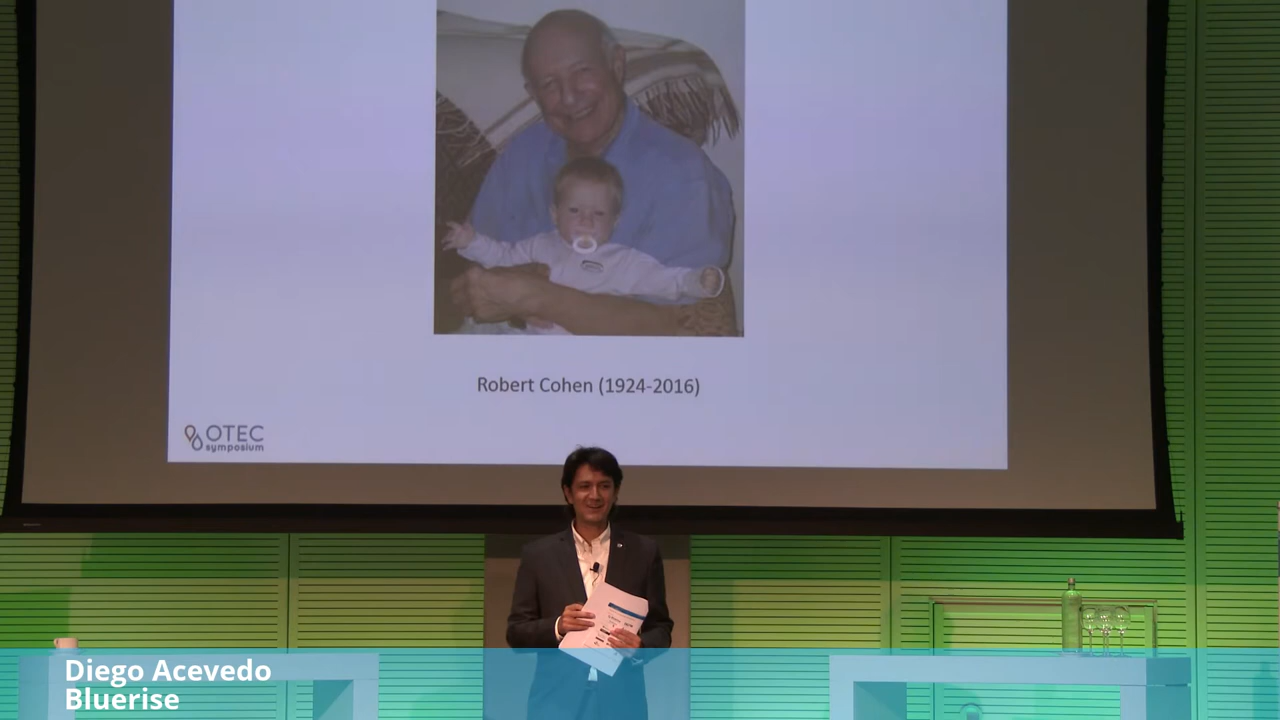 Robert Cohen (1924-2016)
OTEC
symposium
Diego Acevedo
Bluerise